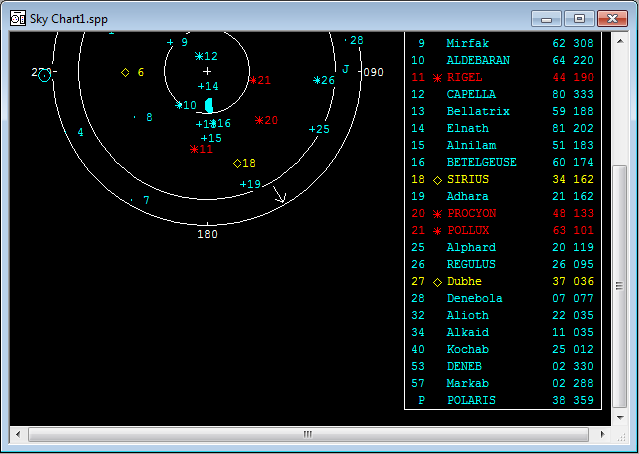 Sky Chart1.spp
9 Mirfak 62 308
10 ALDEBARAN 64 220
11 RIGEL 44 190
12 CAPELLA 80 333
13 Bellatrix 59 188
14 Elnath 81 202
15 Alnilam 51 183
16 BETELGEUSE 60 174
18 SIRIUS 34 162
19 Adhara 21 162
20 PROCYON 48 133
21 POLLUX 63 101
25 Alphard 20 119
26 REGULUS 26 095
27 Dubhe 37 036
28 Denebola 07 077
32 Alioth 22 035
34 Alkaid 11 035
40 Kochab 25 012
53 DENEB 02 330
57 Markab 02 288
P POLARIS 38 359
9
28
12
6
J
090
21
26
14
10
8
16
20
4
25
15
11
18
19
7
180